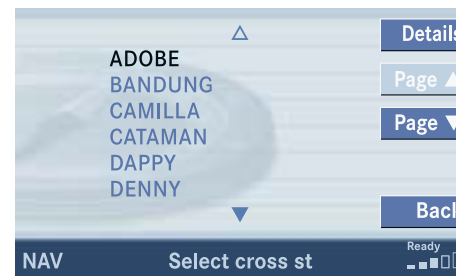 Details
ADOBE
Page
BANDUNG
CAMILLA
Page
CATAMAN
DAPPY
DENNY
Back
NAV
Select cross st
Ready